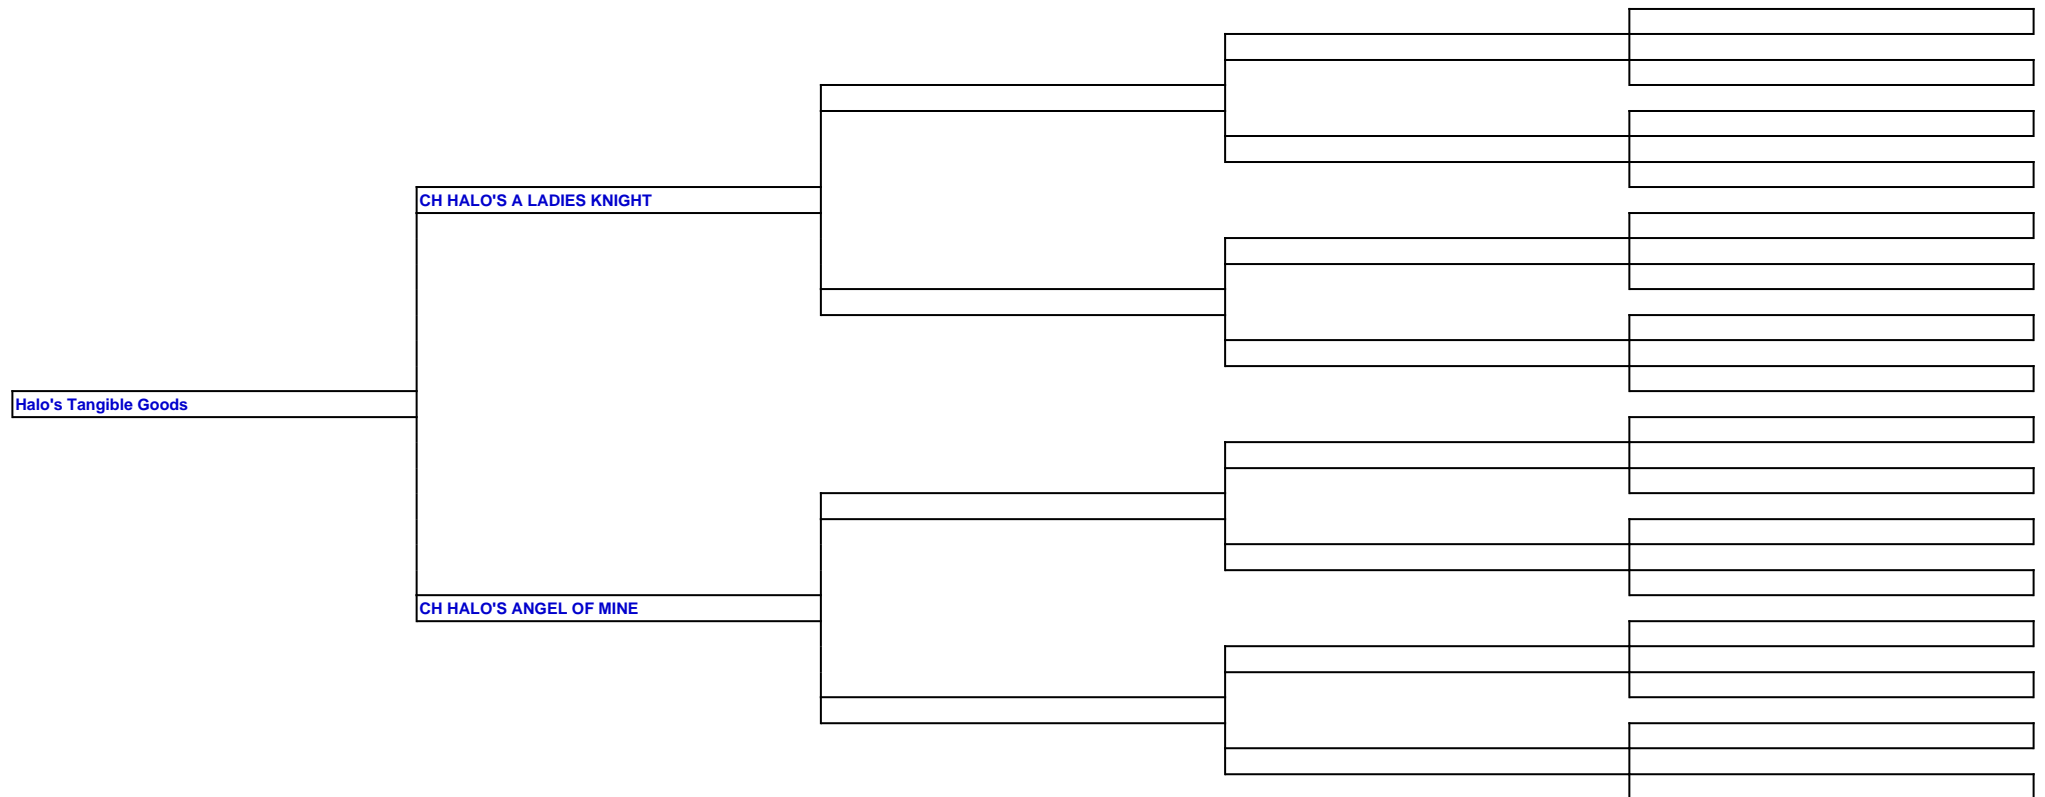 CH HALO'S A LADIES KNIGHT
Halo's Tangible Goods
CH HALO'S ANGEL OF MINE